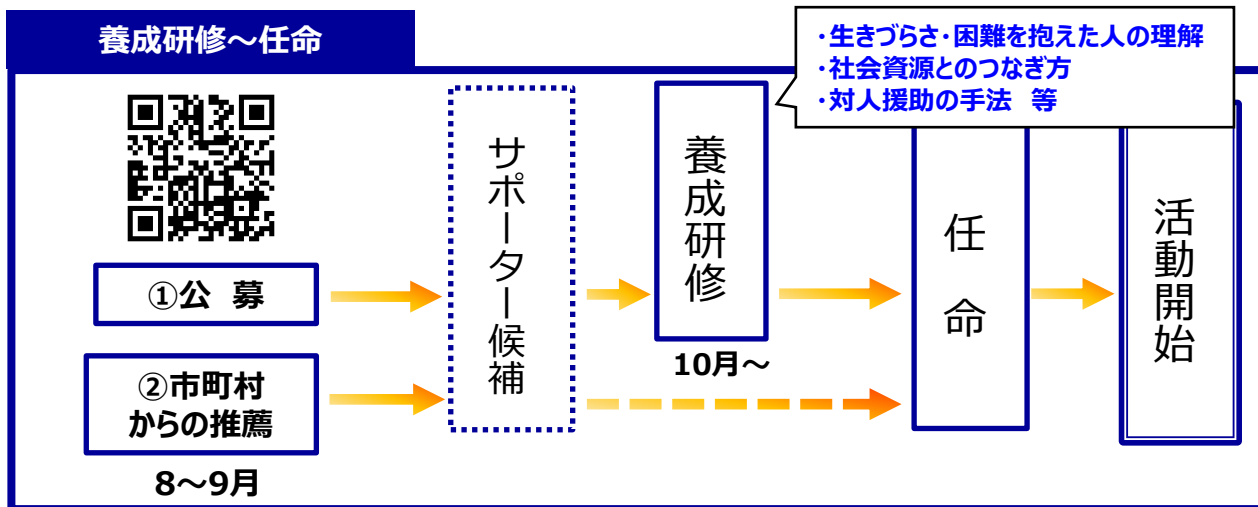 養成研修～任命
・生きづらさ・困難を抱えた人の理解
・社会資源とのつなぎ方
・対人援助の手法 等
①公 募
②市町村
からの推薦
8～9月
サポーター候補
養成研修
10月～
任命
活動開始